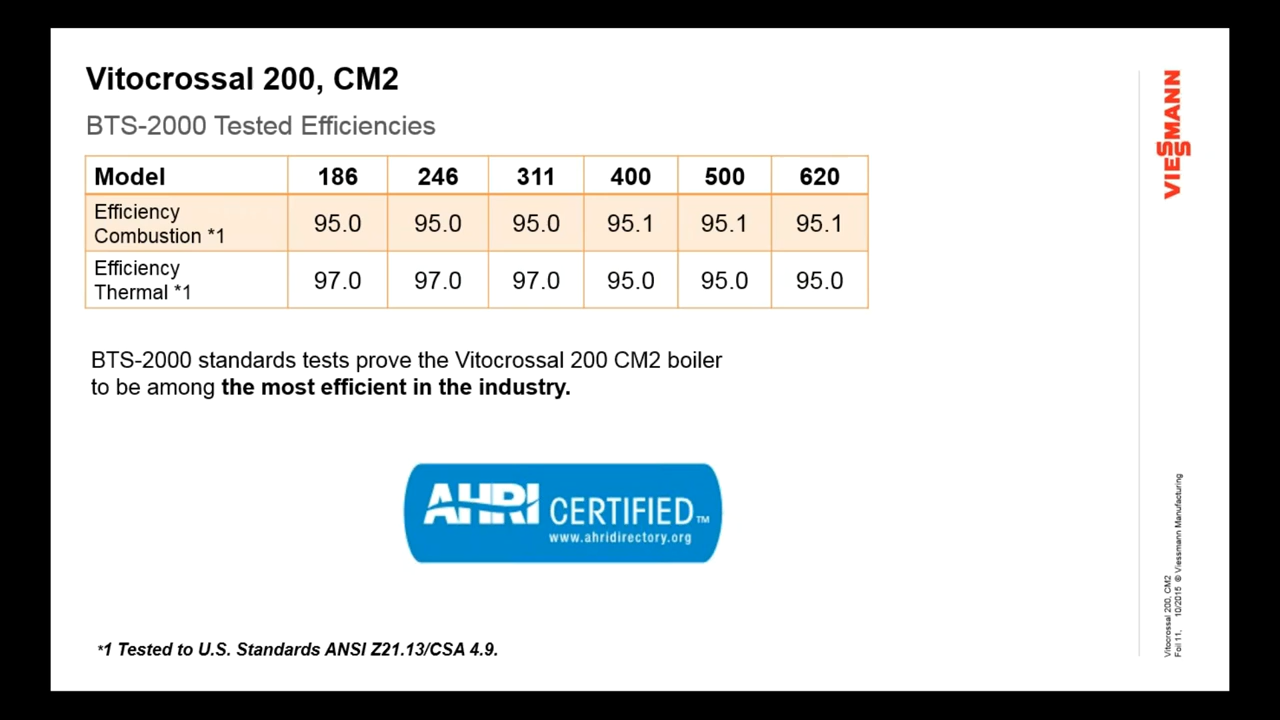 Vitocrossal 200, CM2
BTS-2000 Tested Efficiencies
Model 186 246 311 400 500 620
Efficiency
Combustion *1 95.0 95.0 95.0 95.1 95.1 95.1
Efficiency
Thermal *1 97.0 97.0 97.0 95.0 95.0 95.0
BTS-2000 standards tests prove the Vitocrossal 200 CM2 boiler
to be among the most efficient in the industry.
AHRI CERTIFIED™
www.ahridirectory.org
*1 Tested to U.S. Standards ANSI Z21.13/CSA 4.9.
VIESSMANN
Vitocrossal 200, CM2
Foil 11, 10/2015 © Viessmann Manufacturing